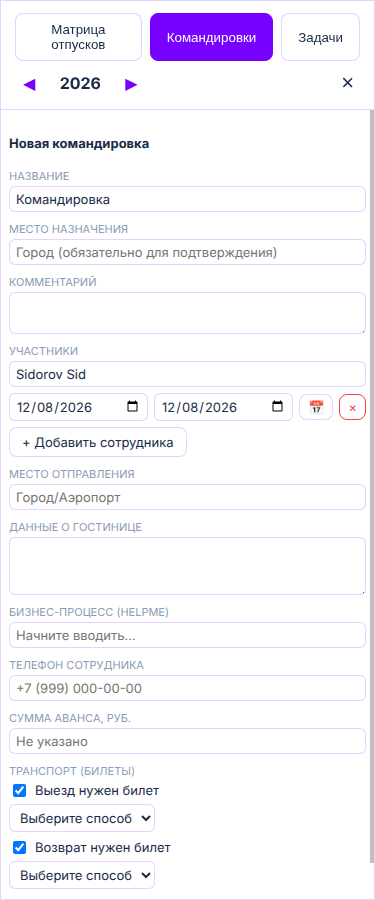 Матрица
отпусков
Командировки
Задачи
◀ 2026 ▶ ×
Новая командировка
НАЗВАНИЕ
Командировка
МЕСТО НАЗНАЧЕНИЯ
Город (обязательно для подтверждения)
КОММЕНТАРИЙ
УЧАСТНИКИ
Sidorov Sid
12/08/2026 12/08/2026 📅 ×
+ Добавить сотрудника
МЕСТО ОТПРАВЛЕНИЯ
Город/Аэропорт
ДАННЫЕ О ГОСТИНИЦЕ
БИЗНЕС-ПРОЦЕСС (HELPME)
Начните вводить...
ТЕЛЕФОН СОТРУДНИКА
+7 (999) 000-00-00
СУММА АВАНСА, РУБ.
Не указано
ТРАНСПОРТ (БИЛЕТЫ)
Выезд нужен билет
Выберите способ
Возврат нужен билет
Выберите способ